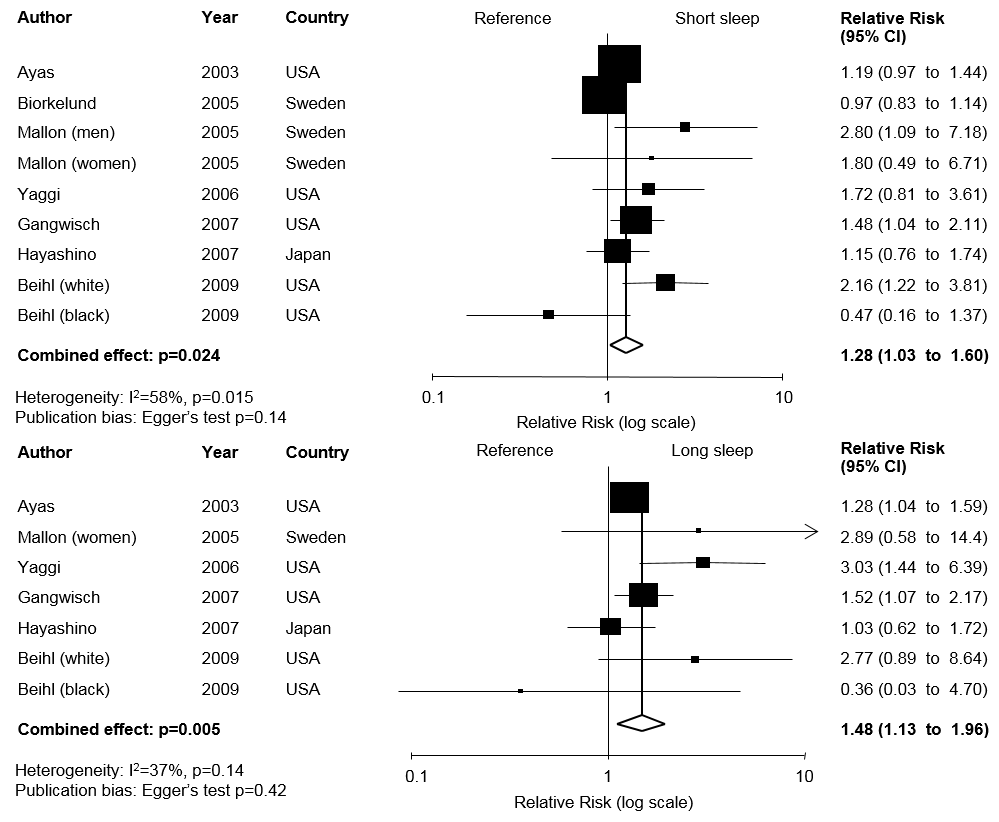 Author Year Country Reference Short sleep Relative Risk
(95% CI)
Ayas 2003 USA 1.19 (0.97 to 1.44)
Biorkelund 2005 Sweden 0.97 (0.83 to 1.14)
Mallon (men) 2005 Sweden 2.80 (1.09 to 7.18)
Mallon (women) 2005 Sweden 1.80 (0.49 to 6.71)
Yaggi 2006 USA 1.72 (0.81 to 3.61)
Gangwisch 2007 USA 1.48 (1.04 to 2.11)
Hayashino 2007 Japan 1.15 (0.76 to 1.74)
Beihl (white) 2009 USA 2.16 (1.22 to 3.81)
Beihl (black) 2009 USA 0.47 (0.16 to 1.37)
Combined effect: p=0.024 1.28 (1.03 to 1.60)
Heterogeneity: I²=58%, p=0.015 0.1 1 10
Publication bias: Egger's test p=0.14 Relative Risk (log scale)
Author Year Country Reference Long sleep Relative Risk
(95% CI)
Ayas 2003 USA 1.28 (1.04 to 1.59)
Mallon (women) 2005 Sweden 2.89 (0.58 to 14.4)
Yaggi 2006 USA 3.03 (1.44 to 6.39)
Gangwisch 2007 USA 1.52 (1.07 to 2.17)
Hayashino 2007 Japan 1.03 (0.62 to 1.72)
Beihl (white) 2009 USA 2.77 (0.89 to 8.64)
Beihl (black) 2009 USA 0.36 (0.03 to 4.70)
Combined effect: p=0.005 1.48 (1.13 to 1.96)
Heterogeneity: I²=37%, p=0.14 0.1 1 10
Publication bias: Egger's test p=0.42 Relative Risk (log scale)